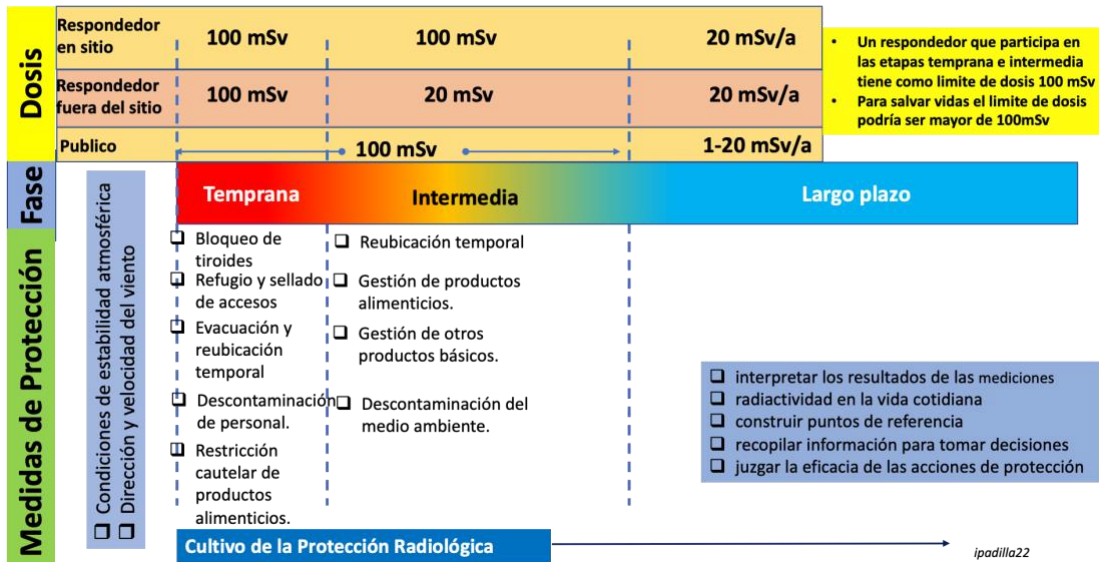 Dosis
Respondedor
en sitio
100 mSv
100 mSv
20 mSv/a
Respondedor
fuera del sitio
100 mSv
20 mSv
20 mSv/a
Publico
100 mSv
1-20 mSv/a
• Un respondedor que participa en
las etapas temprana e intermedia
tiene como limite de dosis 100 mSv
• Para salvar vidas el limite de dosis
podría ser mayor de 100mSv
Fase
Temprana
Intermedia
Largo plazo
Medidas de Protección
❑ Condiciones de estabilidad atmosférica
❑ Dirección y velocidad del viento
❑ Bloqueo de
tiroides
❑ Refugio y sellado
de accesos
❑ Evacuación y
reubicación
temporal
❑ Descontaminación
de personal.
❑ Restricción
cautelar de
productos
alimenticios.
❑ Reubicación temporal
❑ Gestión de productos
alimenticios.
❑ Gestión de otros
productos básicos.
❑ Descontaminación del
medio ambiente.
❑ interpretar los resultados de las mediciones
❑ radiactividad en la vida cotidiana
❑ construir puntos de referencia
❑ recopilar información para tomar decisiones
❑ juzgar la eficacia de las acciones de protección
Cultivo de la Protección Radiológica
ipadilla22